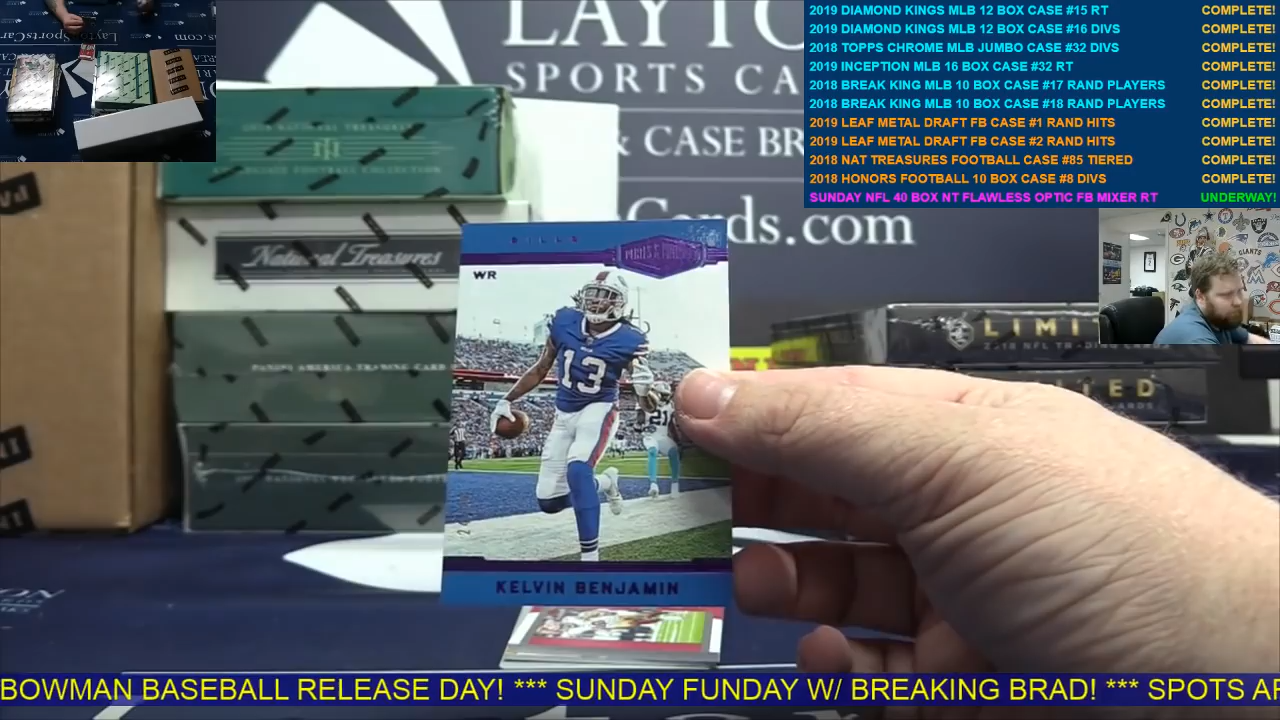 2019 DIAMOND KINGS MLB 12 BOX CASE #15 RT COMPLETE!
2019 DIAMOND KINGS MLB 12 BOX CASE #16 DIVS COMPLETE!
2018 TOPPS CHROME MLB JUMBO CASE #32 DIVS COMPLETE!
2019 INCEPTION MLB 16 BOX CASE #32 RT COMPLETE!
2018 BREAK KING MLB 10 BOX CASE #17 RAND PLAYERS COMPLETE!
2018 BREAK KING MLB 10 BOX CASE #18 RAND PLAYERS COMPLETE!
2019 LEAF METAL DRAFT FB CASE #1 RAND HITS COMPLETE!
2019 LEAF METAL DRAFT FB CASE #2 RAND HITS COMPLETE!
2018 NAT TREASURES FOOTBALL CASE #85 TIERED COMPLETE!
2018 HONORS FOOTBALL 10 BOX CASE #8 DIVS COMPLETE!
SUNDAY NFL 40 BOX NT FLAWLESS OPTIC FB MIXER RT UNDERWAY!
LAYTO
SPORTS CA
& CASE BR
Cards.com
National Treasures
BILLS
WR
13
21
KELVIN BENJAMIN
LIMI
ITED
BOWMAN BASEBALL RELEASE DAY! *** SUNDAY FUNDAY W/ BREAKING BRAD! *** SPOTS AR